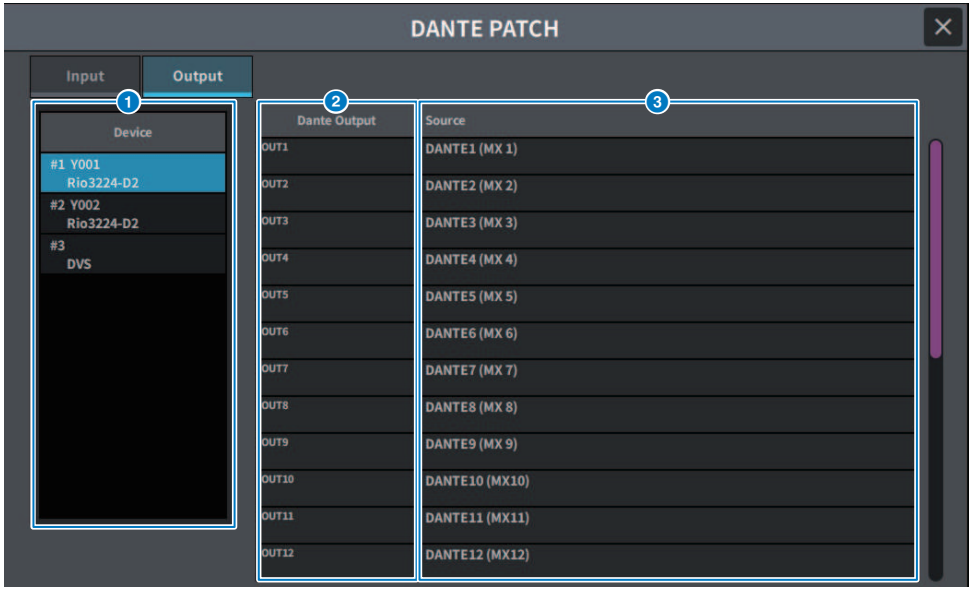 DANTE PATCH
Input
Output
1
2
3
Device
#1 Y001
Rio3224-D2
#2 Y002
Rio3224-D2
#3
DVS
Dante Output
Source
OUT1
DANTE1 (MX 1)
OUT2
DANTE2 (MX 2)
OUT3
DANTE3 (MX 3)
OUT4
DANTE4 (MX 4)
OUT5
DANTE5 (MX 5)
OUT6
DANTE6 (MX 6)
OUT7
DANTE7 (MX 7)
OUT8
DANTE8 (MX 8)
OUT9
DANTE9 (MX 9)
OUT10
DANTE10 (MX10)
OUT11
DANTE11 (MX11)
OUT12
DANTE12 (MX12)